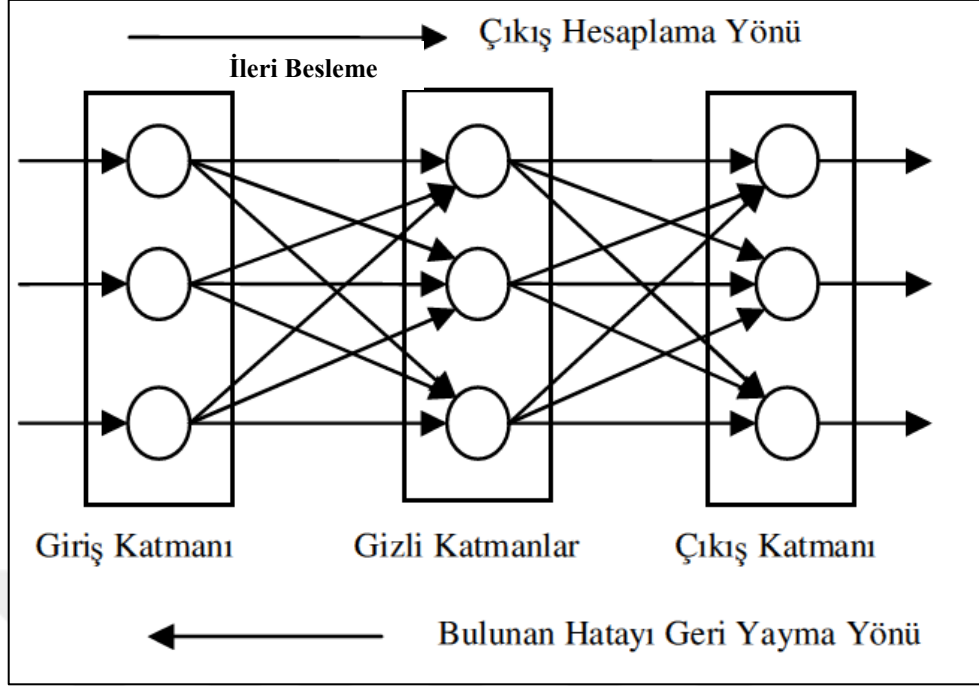 Çıkış Hesaplama Yönü
İleri Besleme
Giriş Katmanı
Gizli Katmanlar
Çıkış Katmanı
Bulunan Hatayı Geri Yayma Yönü